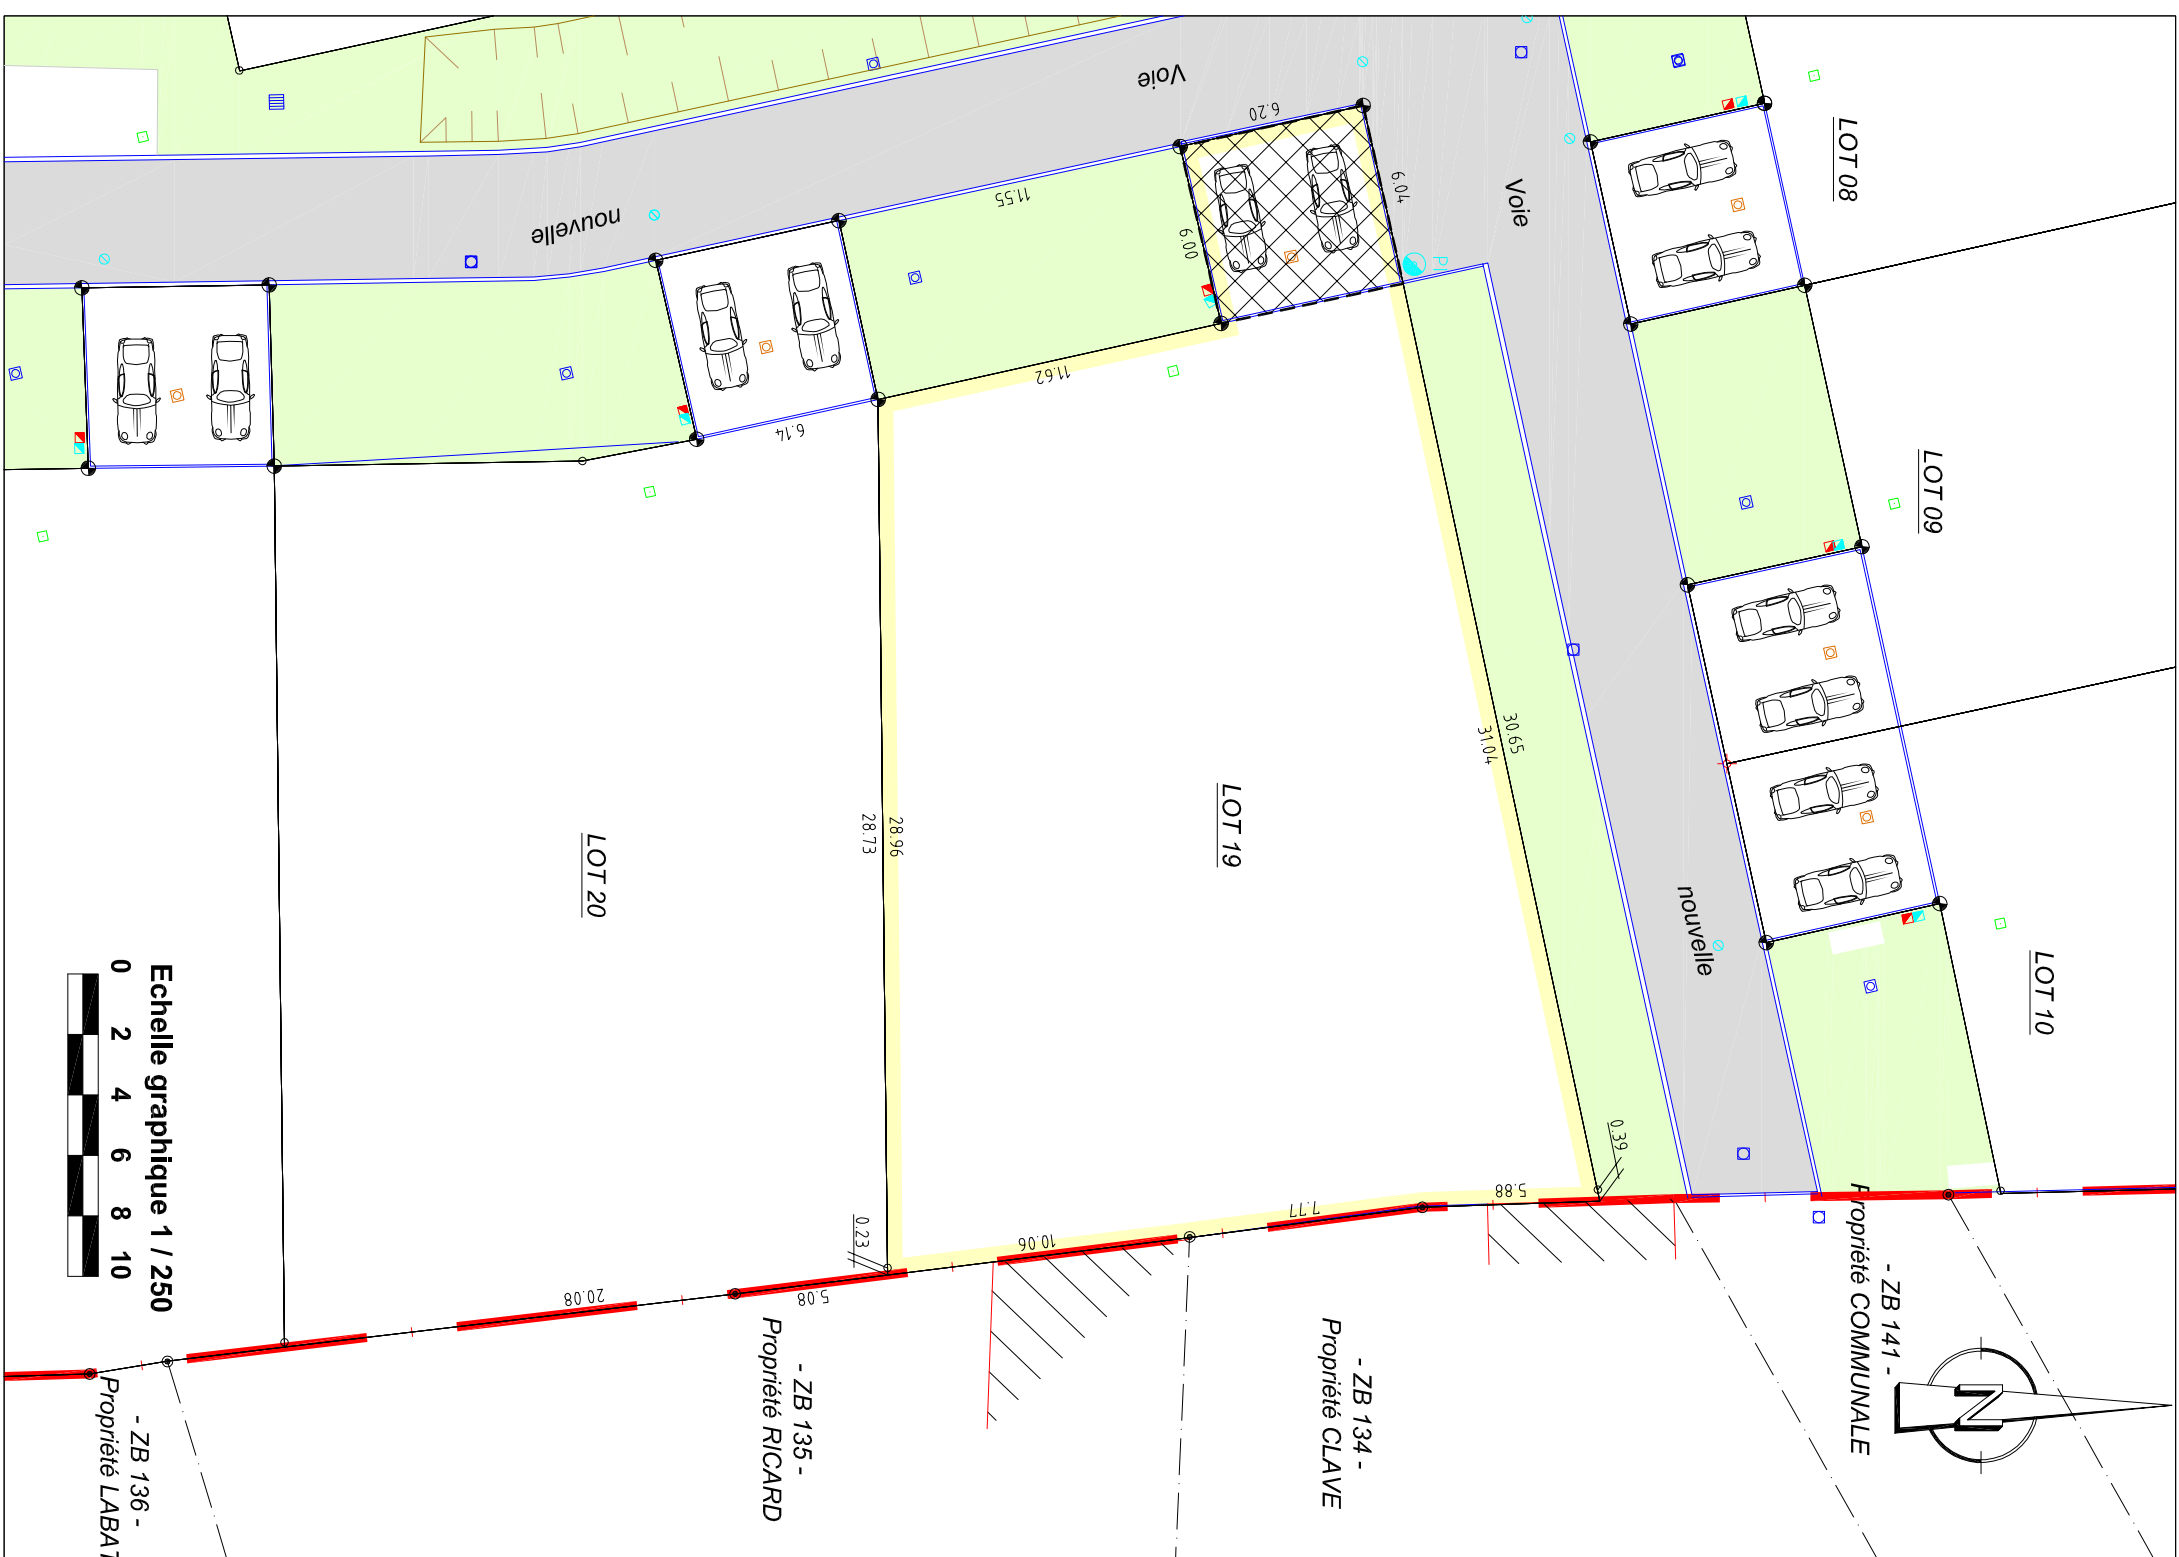 Voie
nouvelle
Voie
nouvelle
LOT 08
LOT 09
LOT 10
LOT 19
LOT 20
6.20
6.04
6.00
11.55
11.62
6.14
30.65
31.04
28.96
28.73
0.39
5.88
7.77
10.06
0.23
5.08
20.08
PI
- ZB 141 -
Propriété COMMUNALE
- ZB 134 -
Propriété CLAVE
- ZB 135 -
Propriété RICARD
- ZB 136 -
Propriété LABAT
Echelle graphique 1 / 250
0 2 4 6 8 10
N